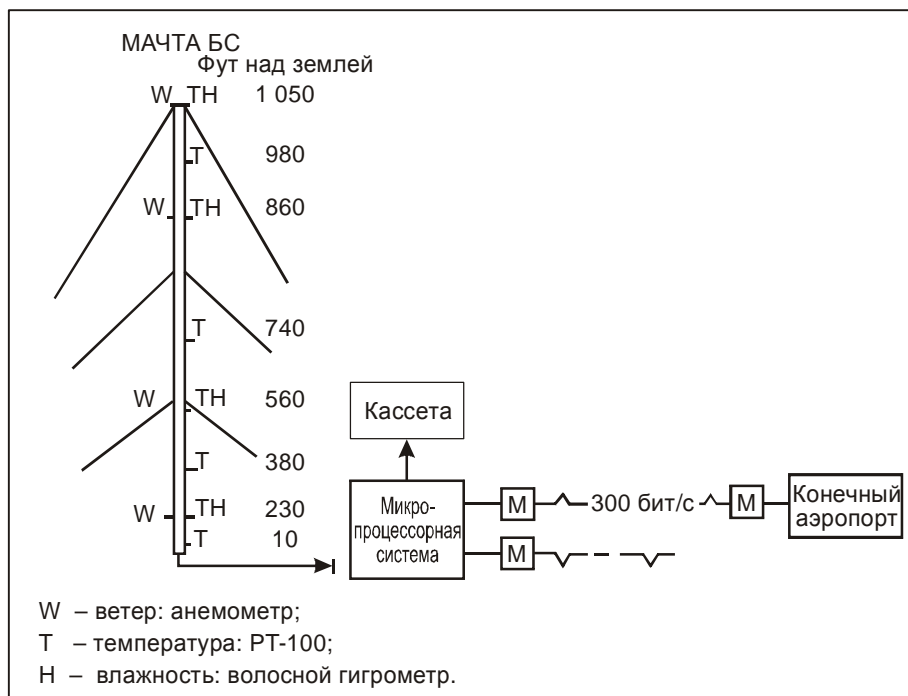 МАЧТА БС
Фут над землей
W TH 1 050
T 980
W TH 860
T 740
W TH 560
Кассета
T 380
W TH 230
T 10
Микро-
процессорная
система
М 300 бит/с М
Конечный
аэропорт
М
W – ветер: анемометр;
T – температура: PT-100;
H – влажность: волосной гигрометр.